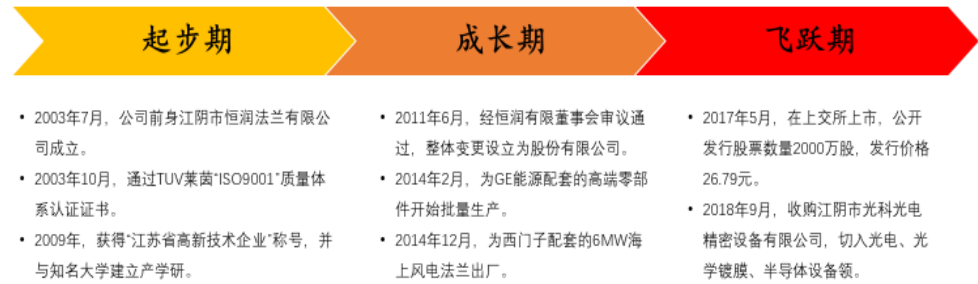 起步期
成长期
飞跃期
• 2003年7月，公司前身江阴市恒润法兰有限公
司成立。
• 2003年10月，通过TUV莱茵“ISO9001”质量体
系认证证书。
• 2009年，获得“江苏省高新技术企业”称号，并
与知名大学建立产学研。
• 2011年6月，经恒润有限董事会审议通
过，整体变更设立为股份有限公司。
• 2014年2月，为GE能源配套的高端零部
件开始批量生产。
• 2014年12月，为西门子配套的6MW海
上风电法兰出厂。
• 2017年5月，在上交所上市，公开
发行股票数量2000万股，发行价格
26.79元。
• 2018年9月，收购江阴市光科光电
精密设备有限公司，切入光电、光
学镀膜、半导体设备领。